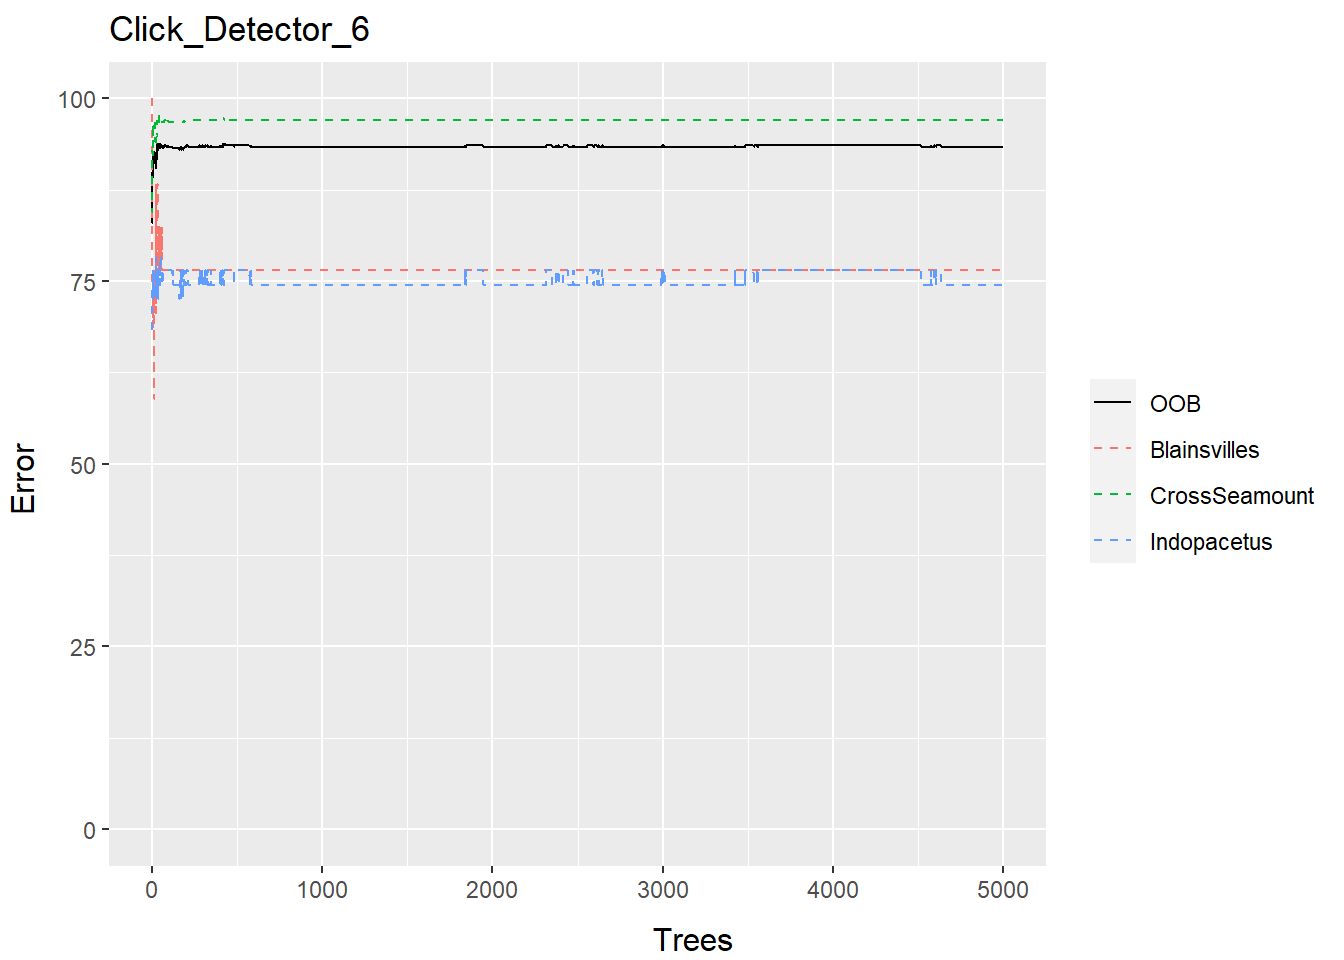 Click_Detector_6
100
75
50
25
0
Error
0 1000 2000 3000 4000 5000
Trees
OOB
Blainsvilles
CrossSeamount
Indopacetus